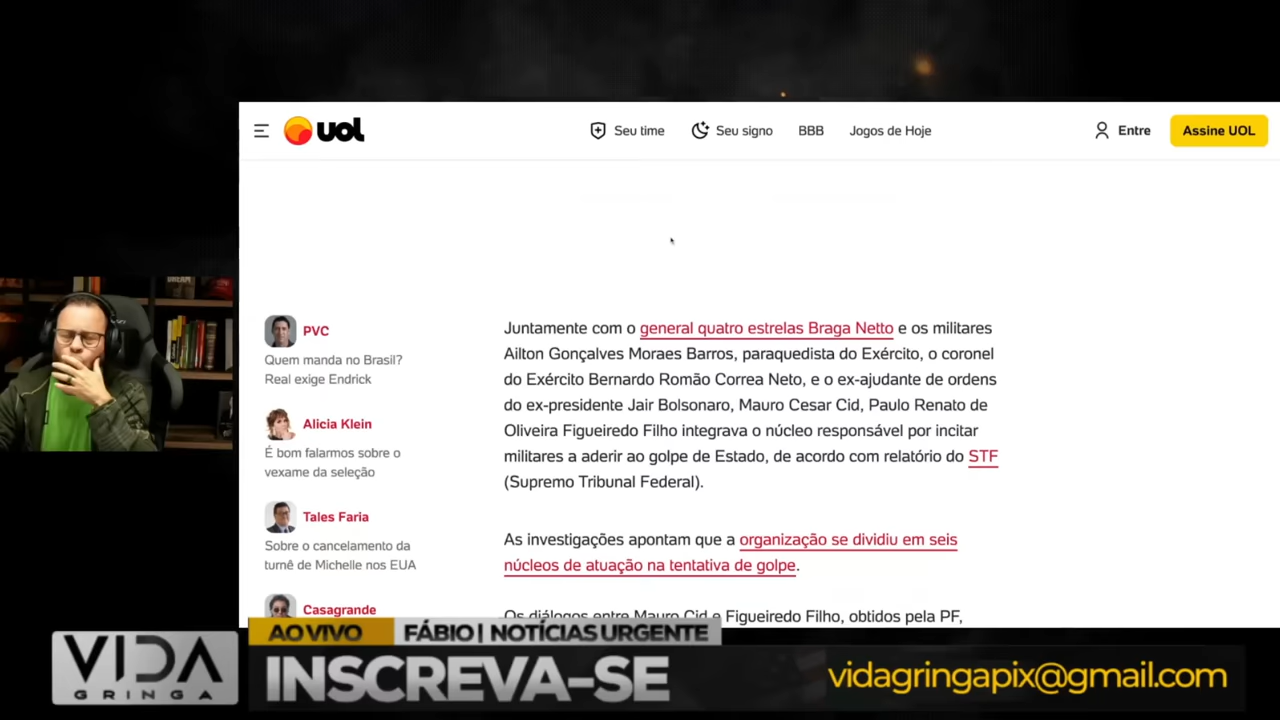 uol
Seu time
Seu signo
BBB
Jogos de Hoje
Entre
Assine UOL
PVC
Quem manda no Brasil?
Real exige Endrick
Alicia Klein
É bom falarmos sobre o
vexame da seleção
Tales Faria
Sobre o cancelamento da
turnê de Michelle nos EUA
Casagrande
Juntamente com o general quatro estrelas Braga Netto e os militares
Ailton Gonçalves Moraes Barros, paraquedista do Exército, o coronel
do Exército Bernardo Romão Correa Neto, e o ex-ajudante de ordens
do ex-presidente Jair Bolsonaro, Mauro Cesar Cid, Paulo Renato de
Oliveira Figueiredo Filho integrava o núcleo responsável por incitar
militares a aderir ao golpe de Estado, de acordo com relatório do STF
(Supremo Tribunal Federal).
As investigações apontam que a organização se dividiu em seis
núcleos de atuação na tentativa de golpe.
Os diálogos entre Mauro Cid e Figueiredo Filho, obtidos pela PF,
AO VIVO
FÁBIO | NOTÍCIAS URGENTE
VIDA
GRINGA
INSCREVA-SE
vidagringapix@gmail.com